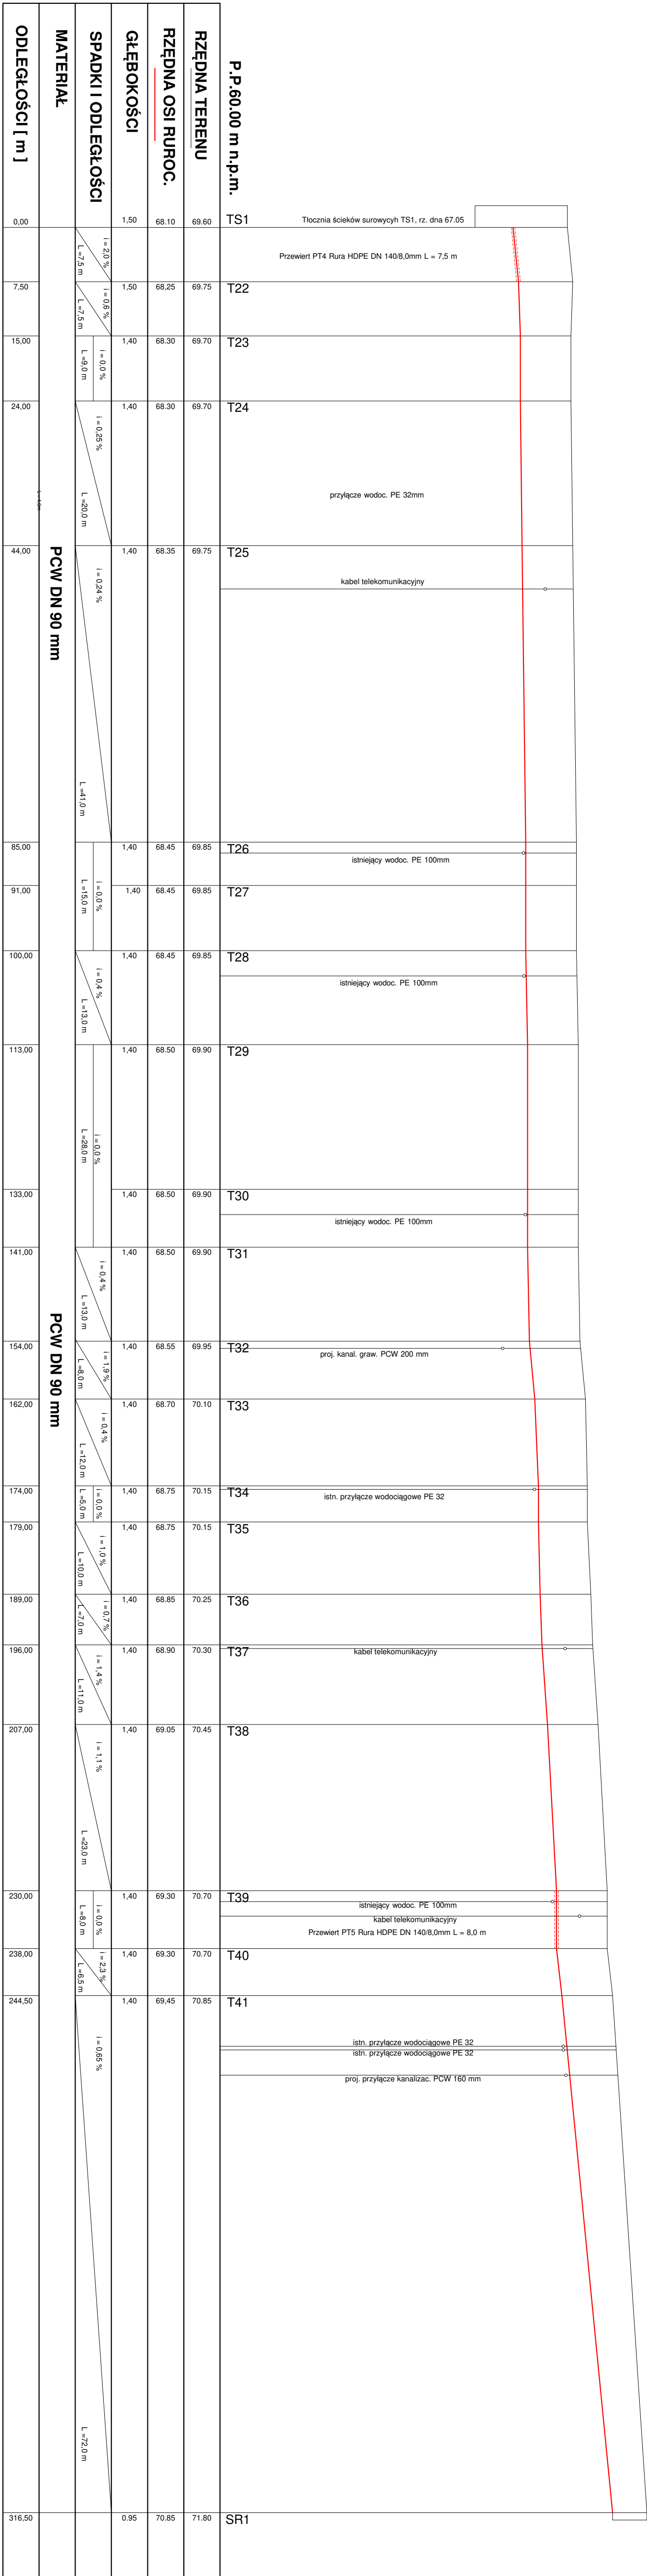 P.P.60.00 m n.p.m.
RZĘDNA TERENU
RZĘDNA OSI RUROC.
GŁĘBOKOŚCI
SPADKI I ODLEGŁOŚCI
MATERIAŁ
ODLEGŁOŚCI [ m ]
0,00 1,50 68.10 69.60 TS1 Tłocznia ścieków surowycyh TS1, rz. dna 67.05
i = 2,0 % L =7,5 m
Przewiert PT4 Rura HDPE DN 140/8,0mm L = 7,5 m
7,50 1,50 68,25 69.75 T22
i = 0,6 % L =7,5 m
15,00 1,40 68.30 69.70 T23
i = 0,0 % L =9,0 m
24,00 1,40 68.30 69.70 T24
i = 0,25 % L =20,0 m
przyłącze wodoc. PE 32mm
44,00 1,40 68.35 69.75 T25
PCW DN 90 mm
i = 0,24 % L =41,0 m
kabel telekomunikacyjny
85,00 1,40 68.45 69.85 T26
istniejący wodoc. PE 100mm
i = 0,0 % L =15,0 m
91,00 1,40 68.45 69.85 T27
100,00 1,40 68.45 69.85 T28
i = 0,4 % L =13,0 m
istniejący wodoc. PE 100mm
113,00 1,40 68.50 69.90 T29
i = 0,0 % L =28,0 m
133,00 1,40 68.50 69.90 T30
istniejący wodoc. PE 100mm
141,00 1,40 68.50 69.90 T31
i = 0,4 % L =13,0 m
PCW DN 90 mm
154,00 1,40 68.55 69.95 T32
proj. kanal. graw. PCW 200 mm
i = 1,9 % L =8,0 m
162,00 1,40 68.70 70.10 T33
i = 0,4 % L =12,0 m
174,00 1,40 68.75 70.15 T34
istn. przyłącze wodociągowe PE 32
i = 0,0 % L =5,0 m
179,00 1,40 68.75 70.15 T35
i = 1,0 % L =10,0 m
189,00 1,40 68.85 70.25 T36
i = 0,7 % L =7,0 m
196,00 1,40 68.90 70.30 T37
kabel telekomunikacyjny
i = 1,4 % L =11,0 m
207,00 1,40 69.05 70.45 T38
i = 1,1 % L =23,0 m
230,00 1,40 69.30 70.70 T39
istniejący wodoc. PE 100mm
kabel telekomunikacyjny
i = 0,0 % L =8,0 m
Przewiert PT5 Rura HDPE DN 140/8,0mm L = 8,0 m
238,00 1,40 69.30 70.70 T40
i = 2,3 % L =6,5 m
244,50 1,40 69,45 70.85 T41
istn. przyłącze wodociągowe PE 32
istn. przyłącze wodociągowe PE 32
i = 0,65 % L =72,0 m
proj. przyłącze kanalizac. PCW 160 mm
316,50 0.95 70.85 71.80 SR1